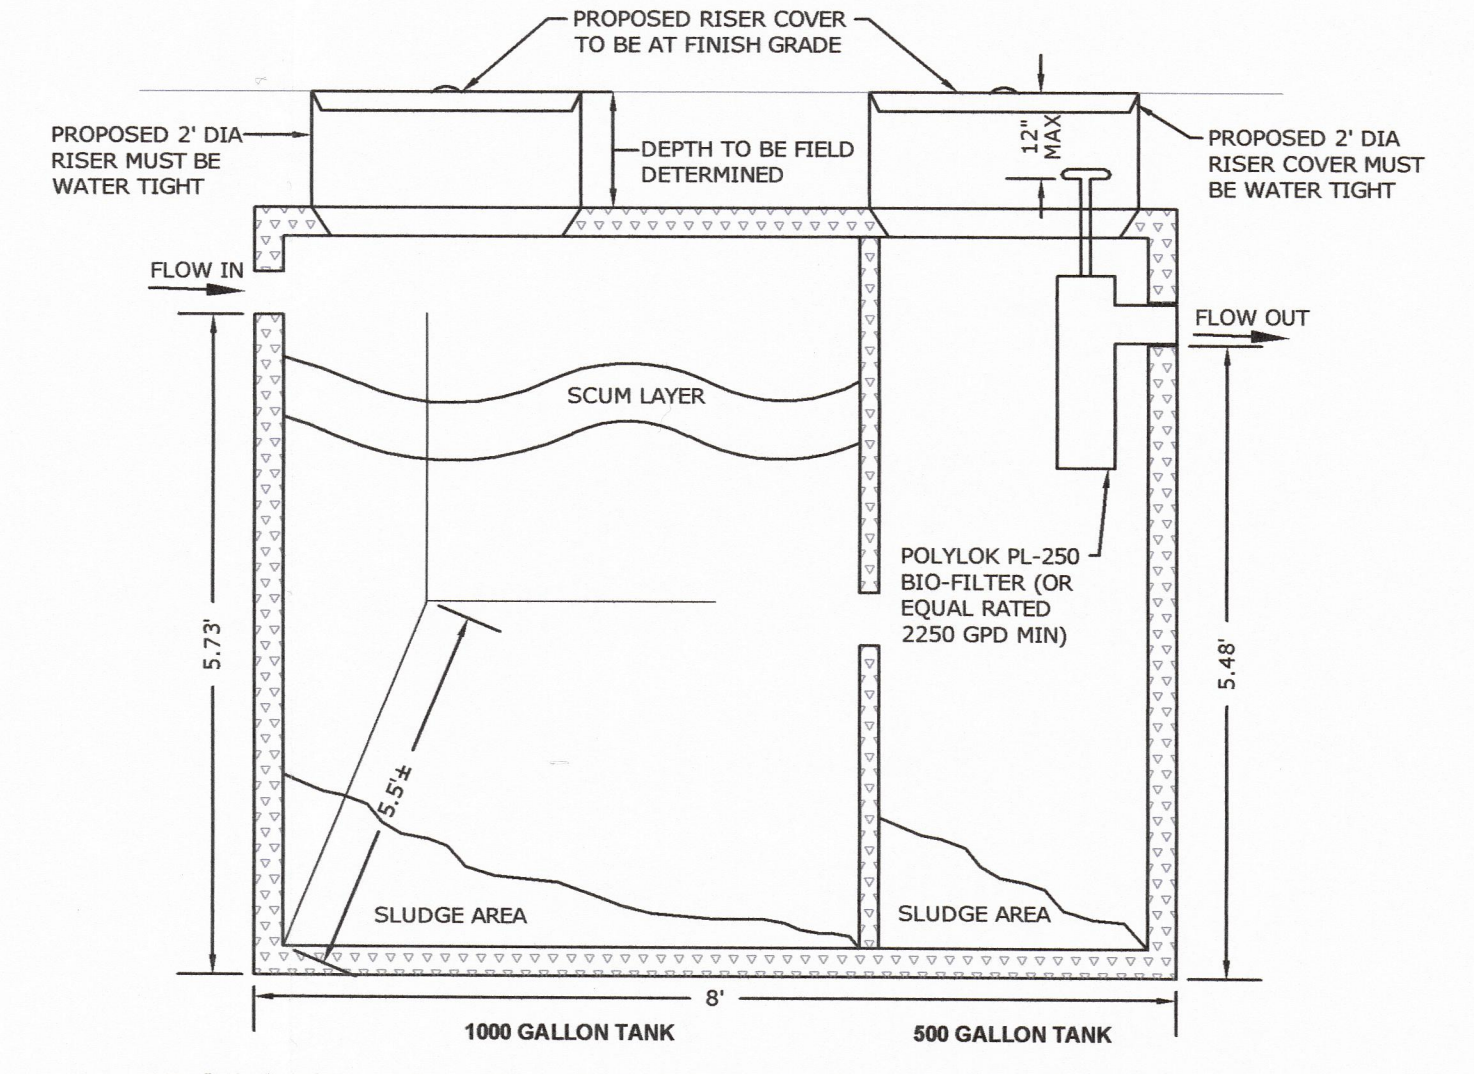 PROPOSED RISER COVER
TO BE AT FINISH GRADE
PROPOSED 2' DIA
RISER MUST BE
WATER TIGHT
DEPTH TO BE FIELD
DETERMINED
12"
MAX
PROPOSED 2' DIA
RISER COVER MUST
BE WATER TIGHT
FLOW IN
FLOW OUT
SCUM LAYER
POLYLOK PL-250
BIO-FILTER (OR
EQUAL RATED
2250 GPD MIN)
5.73'
5.48'
5.5'±
SLUDGE AREA
SLUDGE AREA
8'
1000 GALLON TANK
500 GALLON TANK